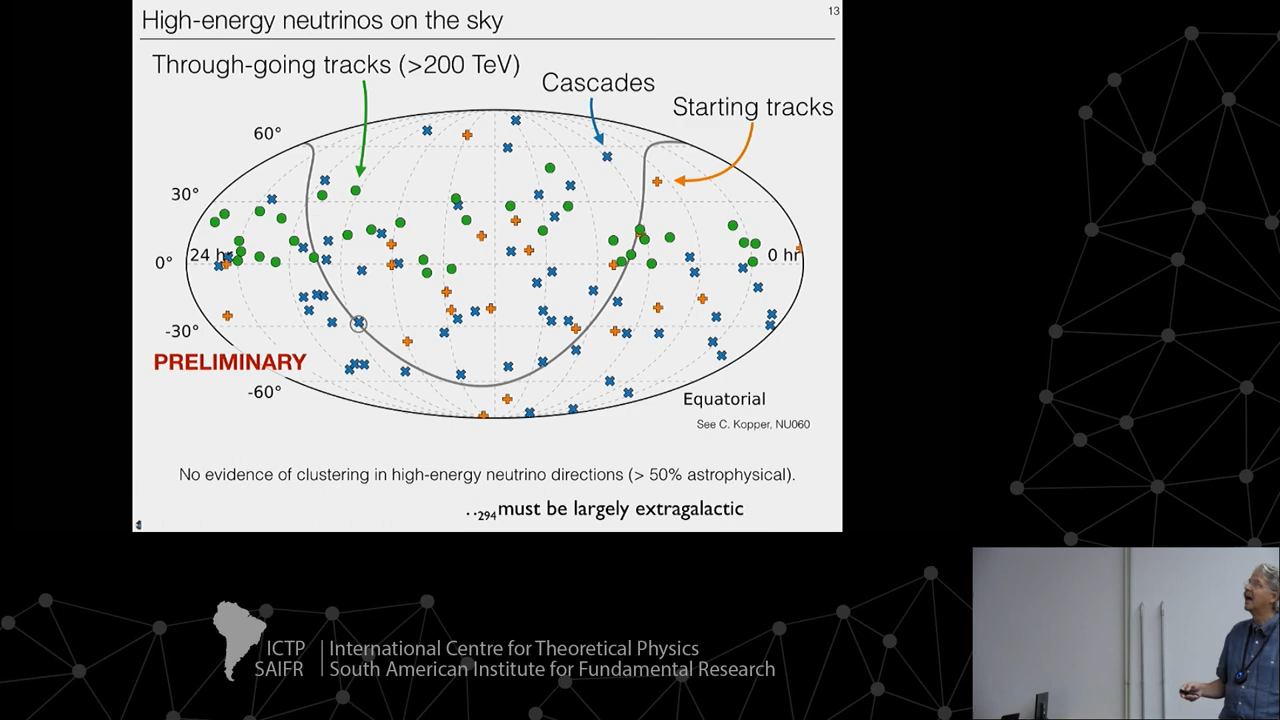 High-energy neutrinos on the sky
13
Through-going tracks (>200 TeV)
Cascades
Starting tracks
60°
30°
24 hr
0°
0 hr
-30°
PRELIMINARY
-60°
Equatorial
See C. Kopper, NU060
No evidence of clustering in high-energy neutrino directions (> 50% astrophysical).
..294must be largely extragalactic
ICTP
SAIFR
International Centre for Theoretical Physics
South American Institute for Fundamental Research